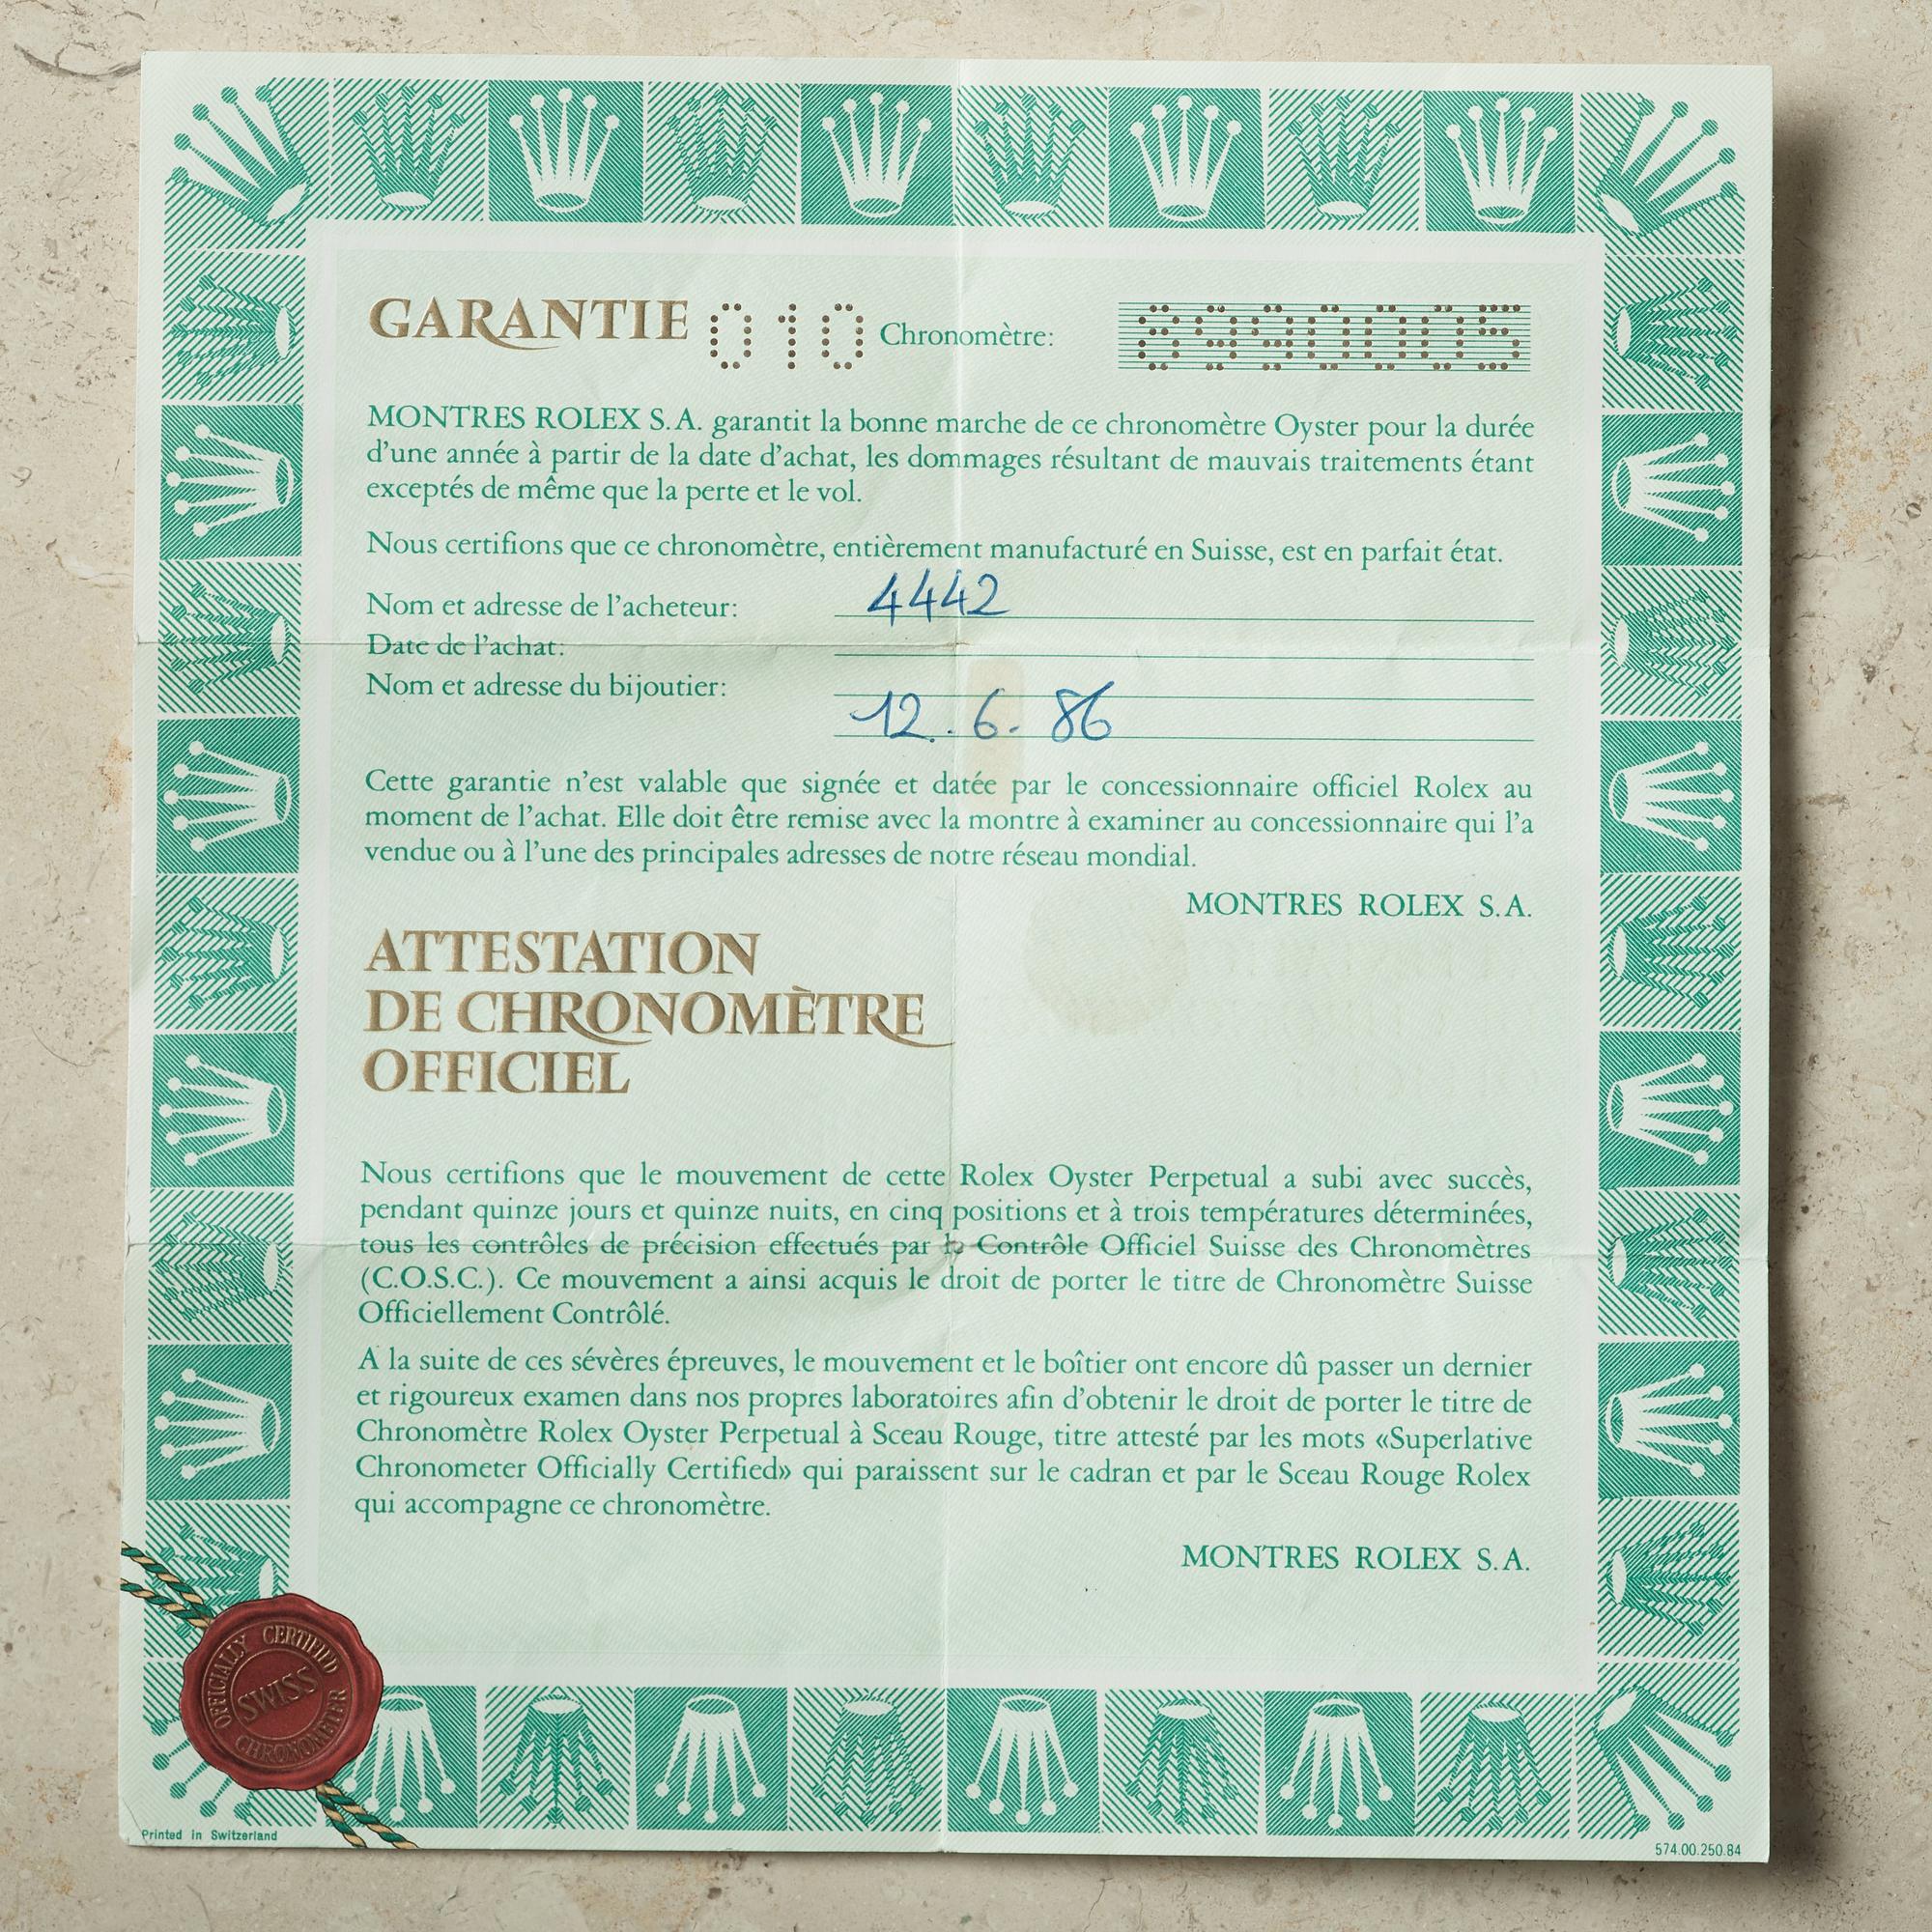 GARANTIE 010 Chronomètre: 8990005
MONTRES ROLEX S.A. garantit la bonne marche de ce chronomètre Oyster pour la durée
d'une année à partir de la date d'achat, les dommages résultant de mauvais traitements étant
exceptés de même que la perte et le vol.
Nous certifions que ce chronomètre, entièrement manufacturé en Suisse, est en parfait état.
Nom et adresse de l'acheteur: 4442
Date de l'achat:
Nom et adresse du bijoutier:
12. 6. 86
Cette garantie n'est valable que signée et datée par le concessionnaire officiel Rolex au
moment de l'achat. Elle doit être remise avec la montre à examiner au concessionnaire qui l'a
vendue ou à l'une des principales adresses de notre réseau mondial.
MONTRES ROLEX S.A.
ATTESTATION
DE CHRONOMÈTRE
OFFICIEL
Nous certifions que le mouvement de cette Rolex Oyster Perpetual a subi avec succès,
pendant quinze jours et quinze nuits, en cinq positions et à trois températures déterminées,
tous les contrôles de précision effectués par le Contrôle Officiel Suisse des Chronomètres
(C.O.S.C.). Ce mouvement a ainsi acquis le droit de porter le titre de Chronomètre Suisse
Officiellement Contrôlé.
A la suite de ces sévères épreuves, le mouvement et le boîtier ont encore dû passer un dernier
et rigoureux examen dans nos propres laboratoires afin d'obtenir le droit de porter le titre de
Chronomètre Rolex Oyster Perpetual à Sceau Rouge, titre attesté par les mots «Superlative
Chronometer Officially Certified» qui paraissent sur le cadran et par le Sceau Rouge Rolex
qui accompagne ce chronomètre.
MONTRES ROLEX S.A.
OFFICIALLY CERTIFIED
SWISS
CHRONOMETER
Printed in Switzerland
574.00.250.84